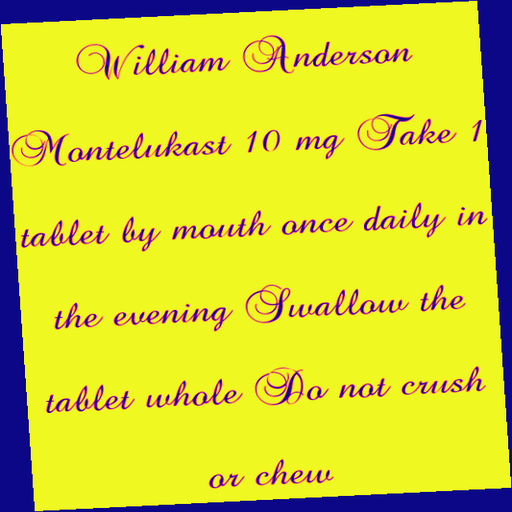 William Anderson
Montelukast 10 mg Take 1
tablet by mouth once daily in
the evening Swallow the
tablet whole Do not crush
or chew